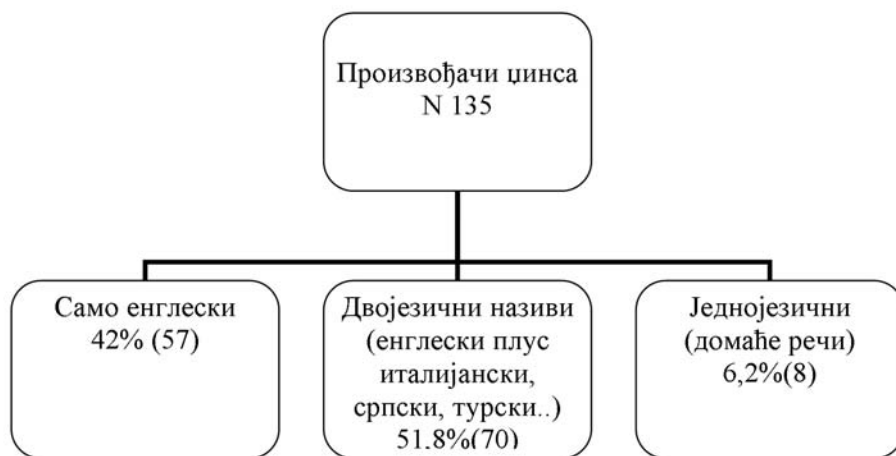 Произвођачи џинса
N 135
Само енглески
42% (57)
Двојезични називи
(енглески плус
италијански,
српски, турски..)
51,8%(70)
Једнојезични
(домаће речи)
6,2%(8)